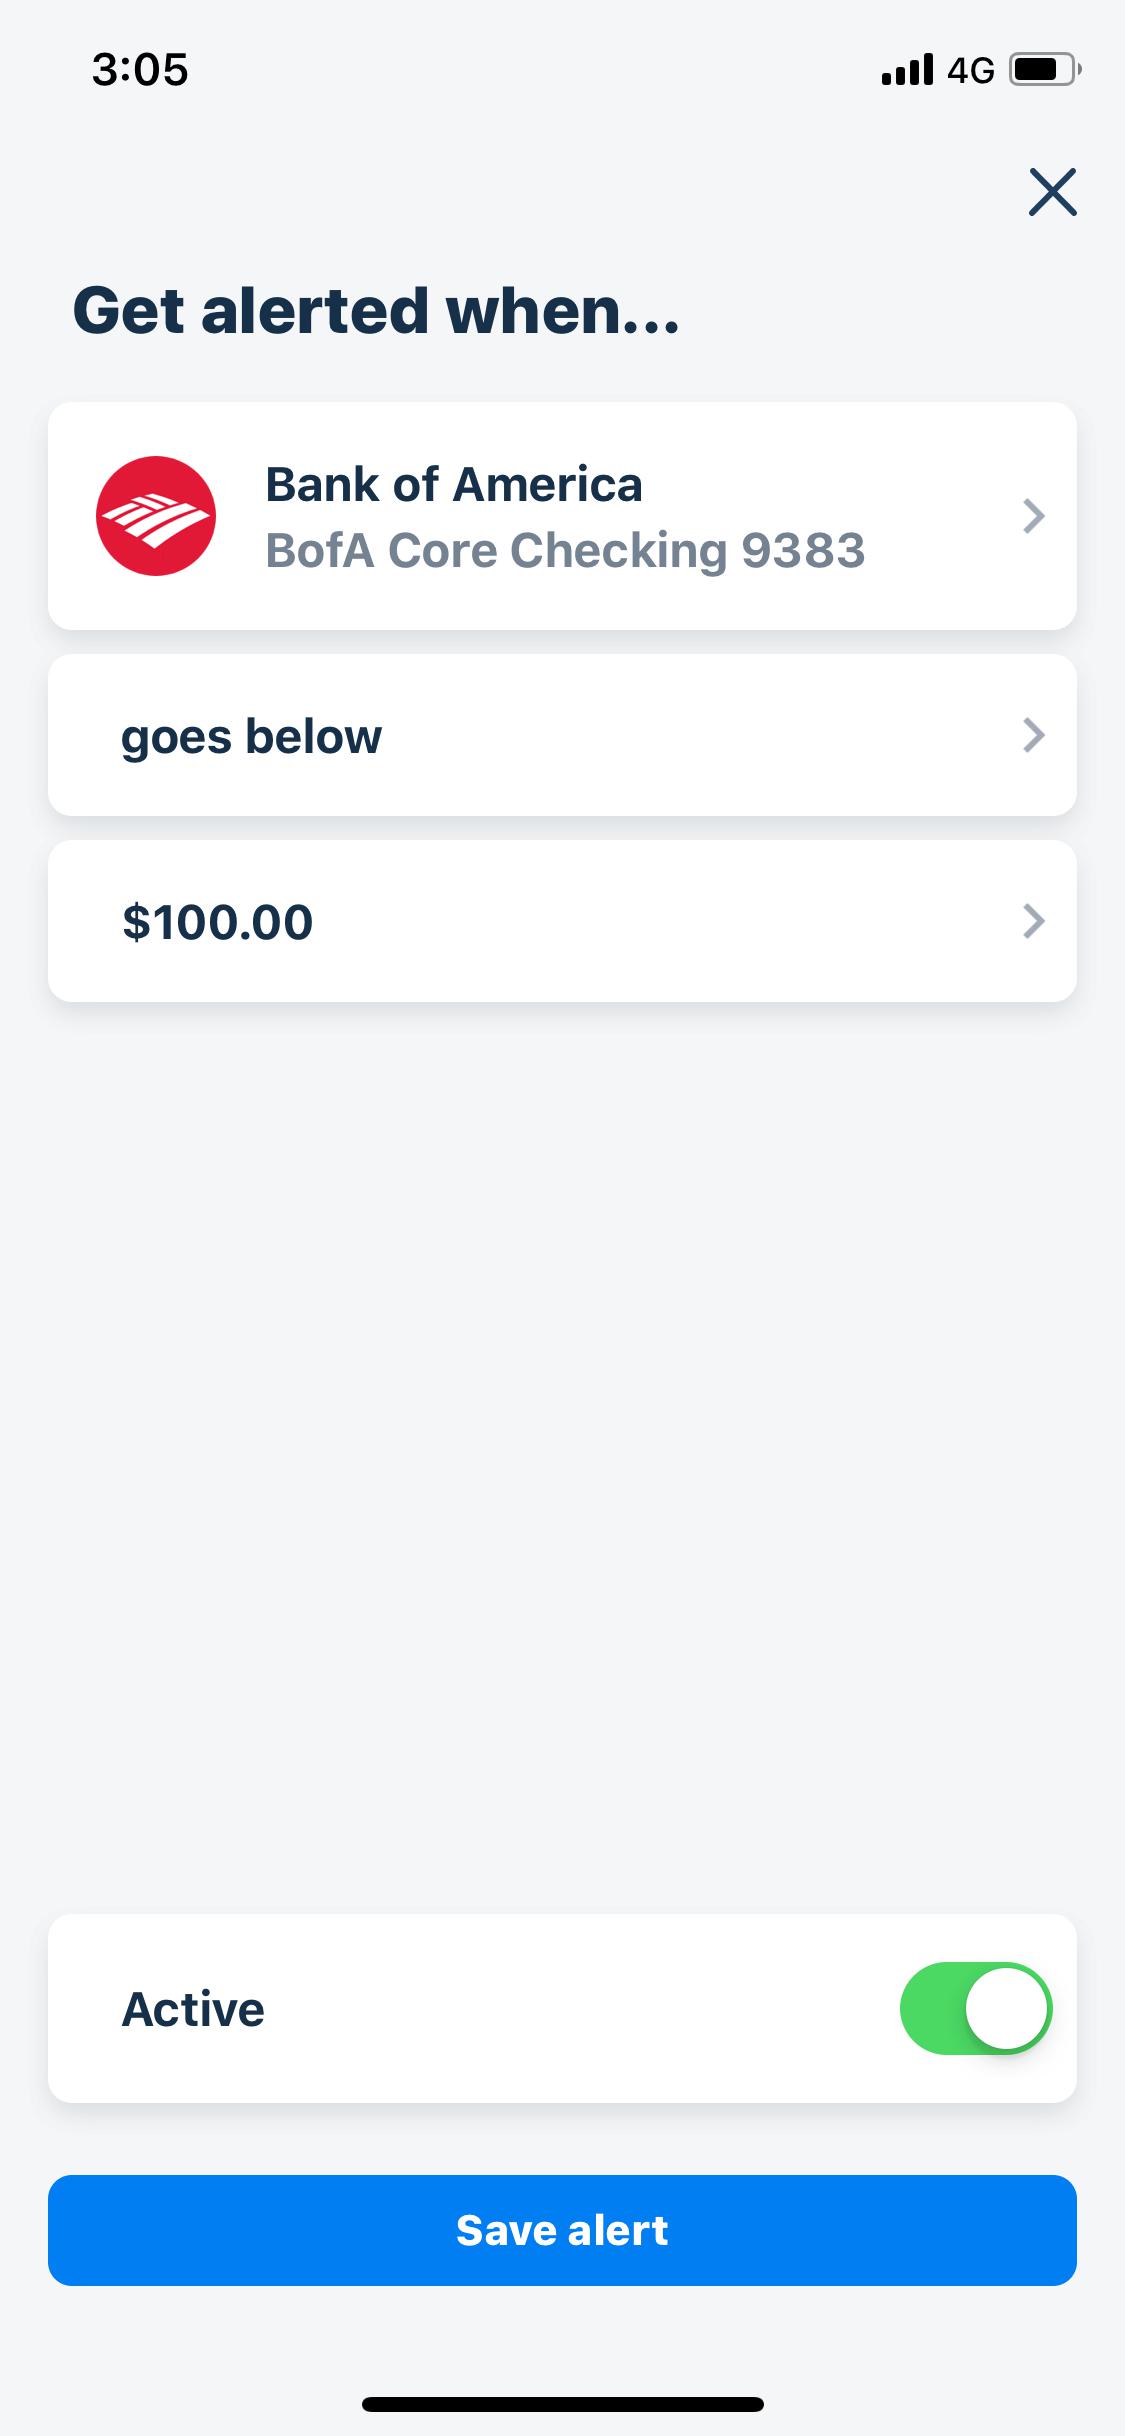 3:05
4G
Get alerted when...
Bank of America
BofA Core Checking 9383
goes below
$100.00
Active
Save alert